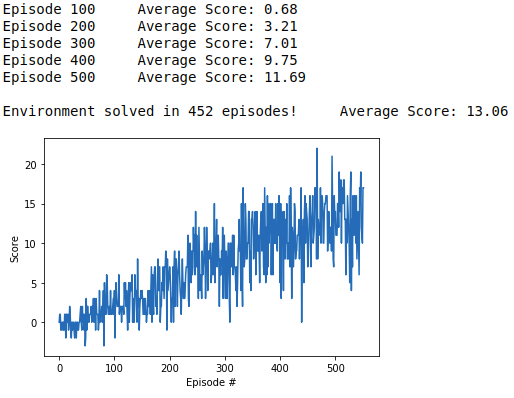 Episode 100 Average Score: 0.68
Episode 200 Average Score: 3.21
Episode 300 Average Score: 7.01
Episode 400 Average Score: 9.75
Episode 500 Average Score: 11.69
Environment solved in 452 episodes! Average Score: 13.06
20
15
10
5
0
Score
0 100 200 300 400 500
Episode #